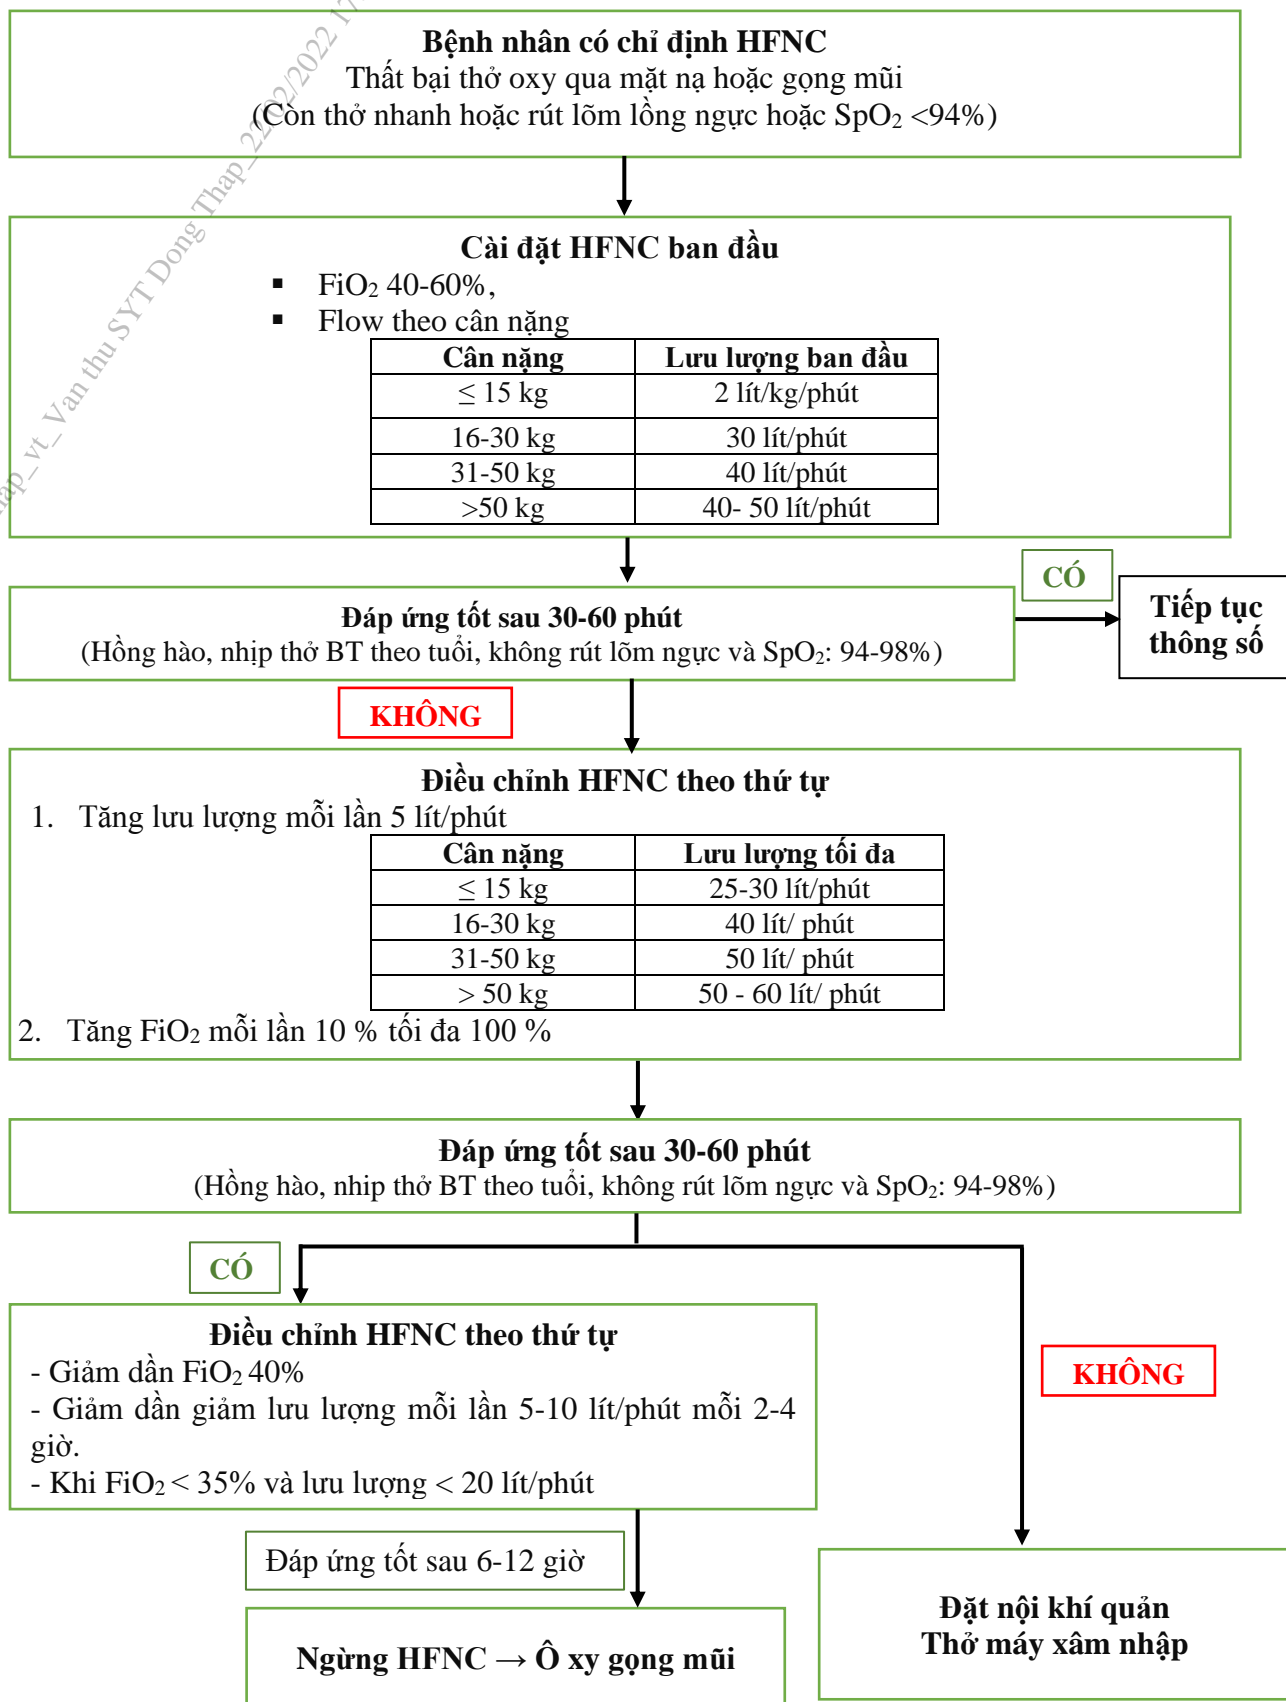 Bệnh nhân có chỉ định HFNC
Thất bại thở oxy qua mặt nạ hoặc gọng mũi
(Còn thở nhanh hoặc rút lõm lồng ngực hoặc SpO₂ <94%)
Cài đặt HFNC ban đầu
▪ FiO₂ 40-60%,
▪ Flow theo cân nặng
Cân nặng Lưu lượng ban đầu
≤ 15 kg 2 lít/kg/phút
16-30 kg 30 lít/phút
31-50 kg 40 lít/phút
>50 kg 40- 50 lít/phút
CÓ
Đáp ứng tốt sau 30-60 phút
(Hồng hào, nhịp thở BT theo tuổi, không rút lõm ngực và SpO₂: 94-98%)
Tiếp tục
thông số
KHÔNG
Điều chỉnh HFNC theo thứ tự
1. Tăng lưu lượng mỗi lần 5 lít/phút
Cân nặng Lưu lượng tối đa
≤ 15 kg 25-30 lít/phút
16-30 kg 40 lít/ phút
31-50 kg 50 lít/ phút
> 50 kg 50 - 60 lít/ phút
2. Tăng FiO₂ mỗi lần 10 % tối đa 100 %
Đáp ứng tốt sau 30-60 phút
(Hồng hào, nhip thở BT theo tuổi, không rút lõm ngực và SpO₂: 94-98%)
CÓ
Điều chỉnh HFNC theo thứ tự
- Giảm dần FiO₂ 40%
- Giảm dần giảm lưu lượng mỗi lần 5-10 lít/phút mỗi 2-4
giờ.
- Khi FiO₂ < 35% và lưu lượng < 20 lít/phút
KHÔNG
Đáp ứng tốt sau 6-12 giờ
Ngừng HFNC → Ô xy gọng mũi
Đặt nội khí quản
Thở máy xâm nhập
ap_vt_Van thu SYT Dong Thap_22/02/2022 17